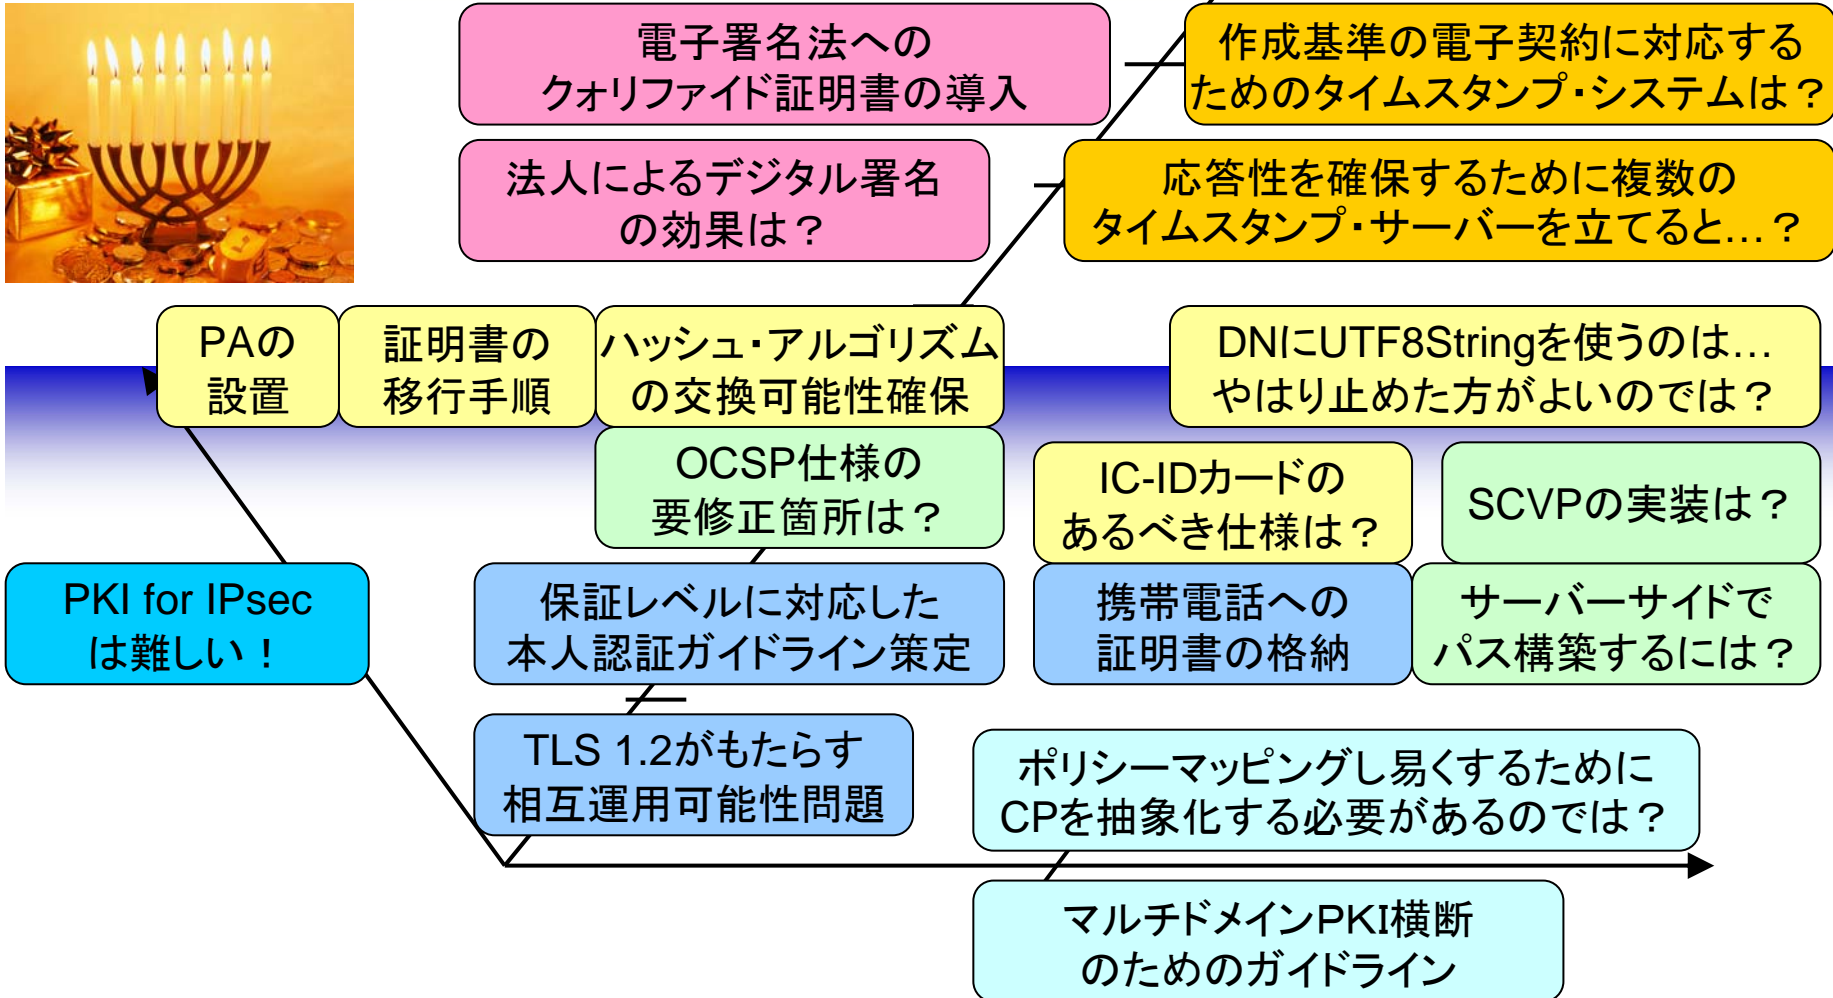 電子署名法への
クォリファイド証明書の導入
作成基準の電子契約に対応する
ためのタイムスタンプ・システムは？
法人によるデジタル署名
の効果は？
応答性を確保するために複数の
タイムスタンプ・サーバーを立てると…？
PAの
設置
証明書の
移行手順
ハッシュ・アルゴリズム
の交換可能性確保
DNにUTF8Stringを使うのは…
やはり止めた方がよいのでは？
OCSP仕様の
要修正箇所は？
IC-IDカードの
あるべき仕様は？
SCVPの実装は？
PKI for IPsec
は難しい！
保証レベルに対応した
本人認証ガイドライン策定
携帯電話への
証明書の格納
サーバーサイドで
パス構築するには？
TLS 1.2がもたらす
相互運用可能性問題
ポリシーマッピングし易くするために
CPを抽象化する必要があるのでは？
マルチドメインPKI横断
のためのガイドライン